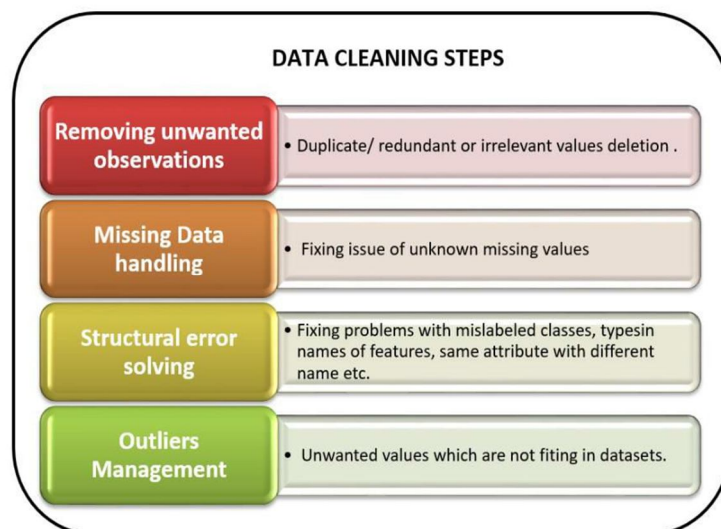 DATA CLEANING STEPS
Removing unwanted
observations
• Duplicate/ redundant or irrelevant values deletion .
Missing Data
handling
• Fixing issue of unknown missing values
Structural error
solving
• Fixing problems with mislabeled classes, typesin
names of features, same attribute with different
name etc.
Outliers
Management
• Unwanted values which are not fiting in datasets.